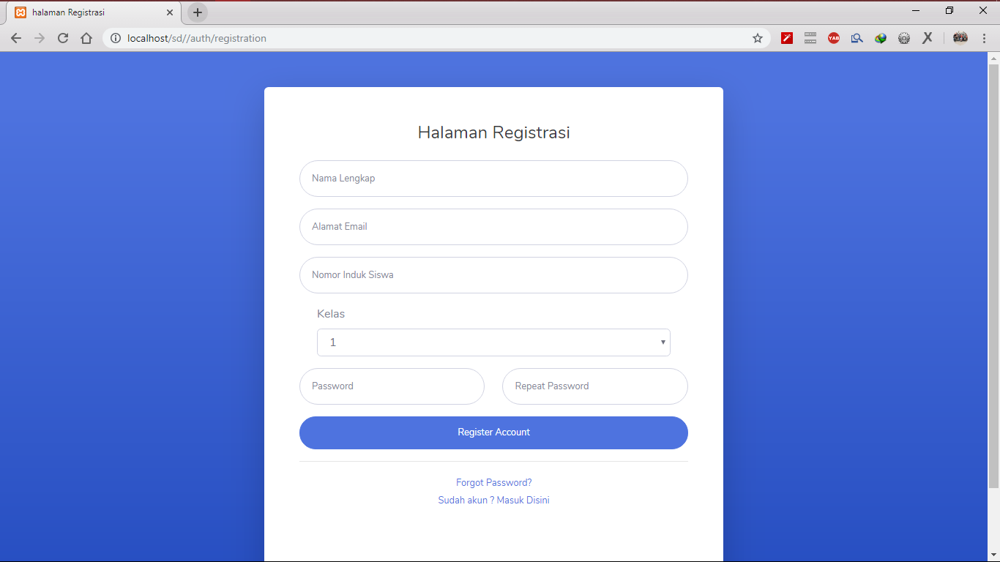 halaman Registrasi
localhost/sd//auth/registration
YAB
Halaman Registrasi
Nama Lengkap
Alamat Email
Nomor Induk Siswa
Kelas
1
Password Repeat Password
Register Account
Forgot Password?
Sudah akun ? Masuk Disini